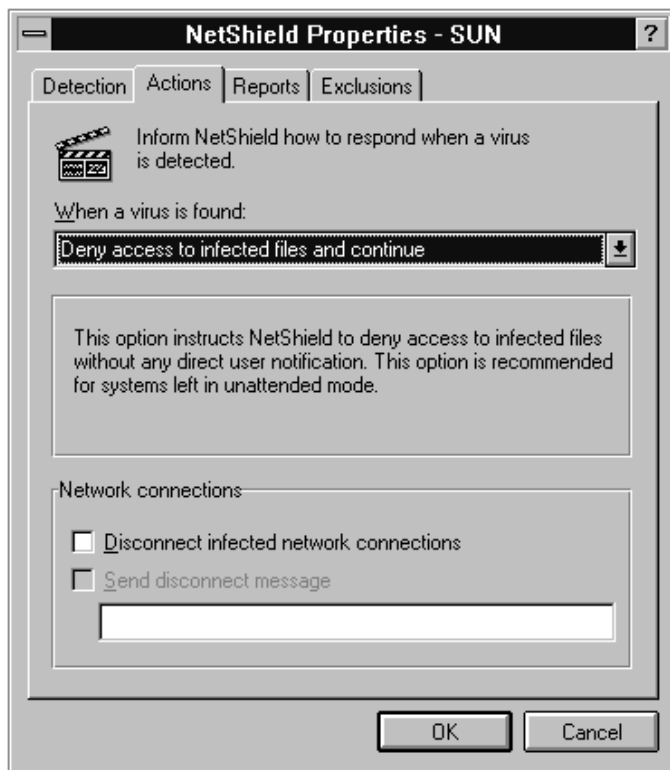 NetShield Properties - SUN
?
Detection Actions Reports Exclusions
Inform NetShield how to respond when a virus
is detected.
When a virus is found:
Deny access to infected files and continue
This option instructs NetShield to deny access to infected files
without any direct user notification. This option is recommended
for systems left in unattended mode.
Network connections
Disconnect infected network connections
Send disconnect message
OK Cancel